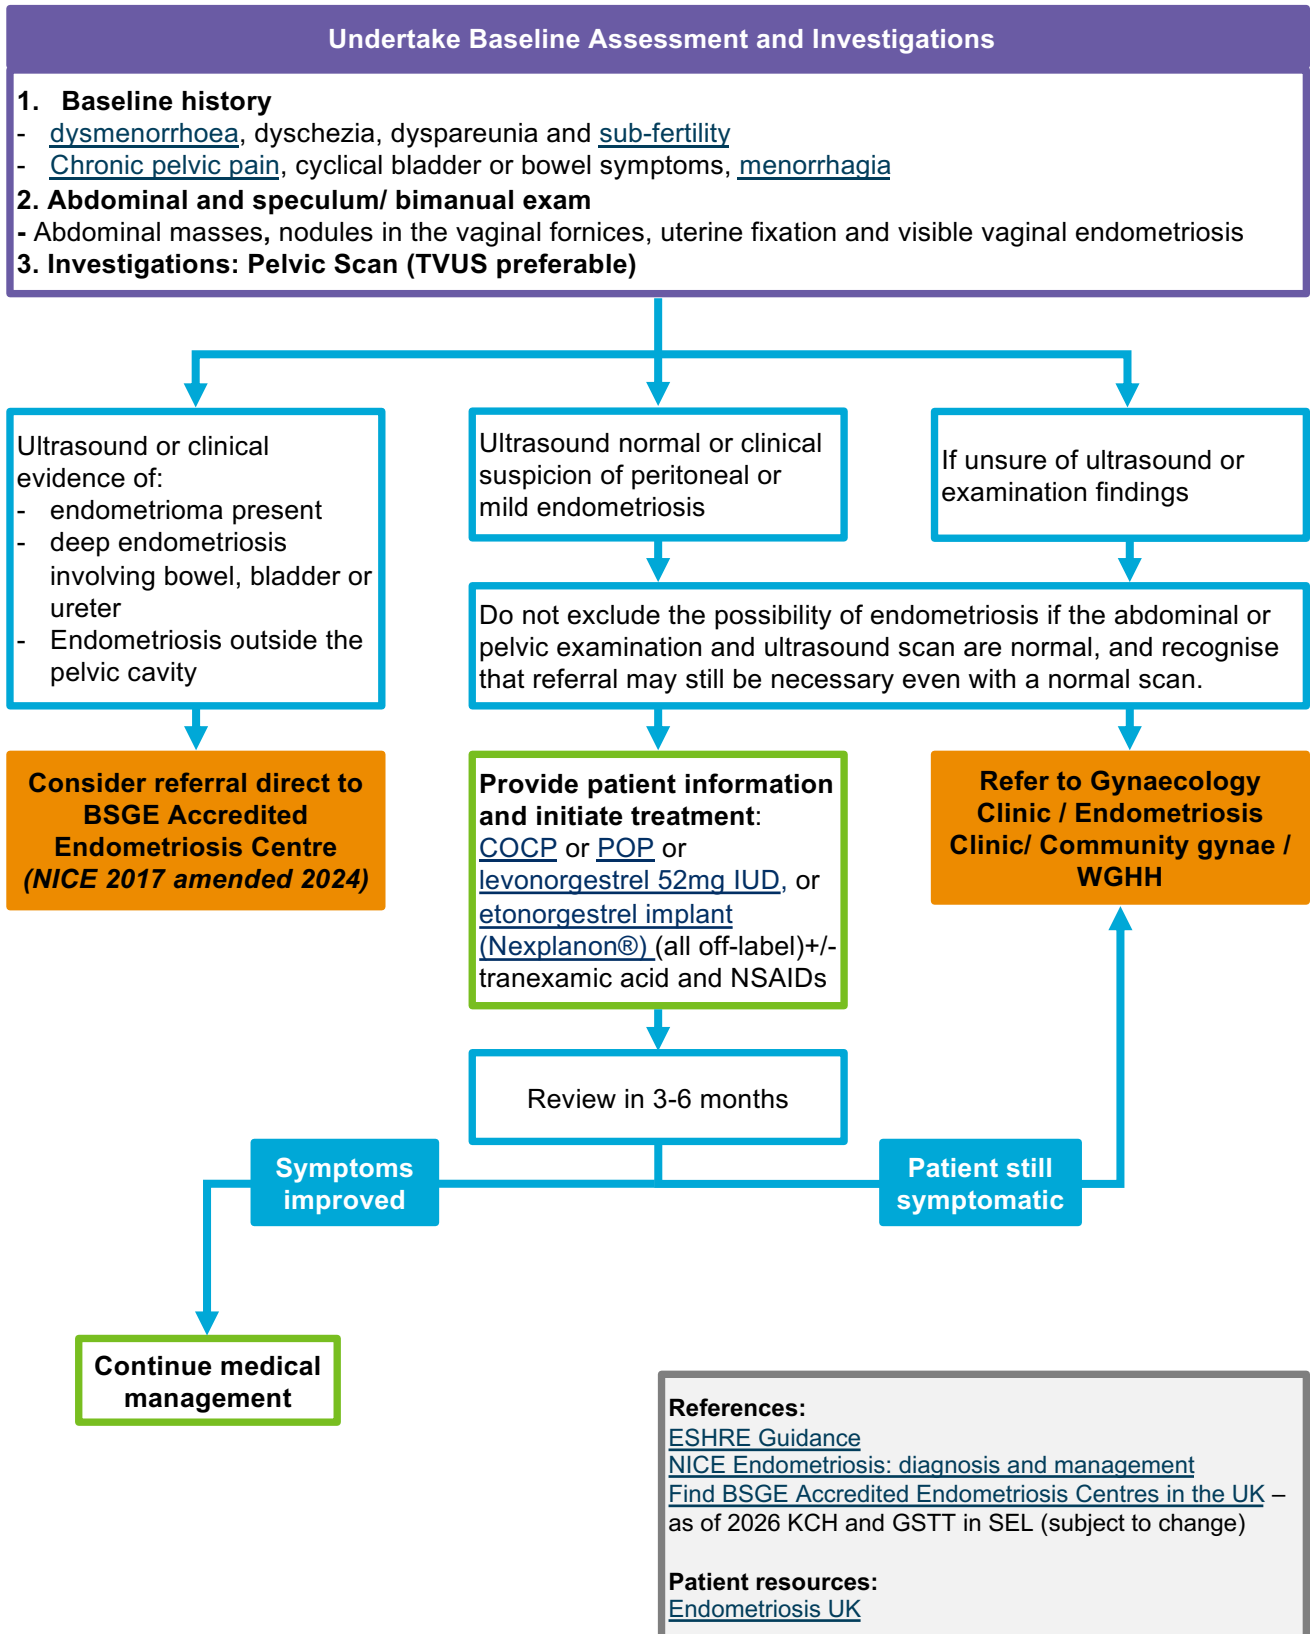 Undertake Baseline Assessment and Investigations
1. Baseline history
- dysmenorrhoea, dyschezia, dyspareunia and sub-fertility
- Chronic pelvic pain, cyclical bladder or bowel symptoms, menorrhagia
2. Abdominal and speculum/ bimanual exam
- Abdominal masses, nodules in the vaginal fornices, uterine fixation and visible vaginal endometriosis
3. Investigations: Pelvic Scan (TVUS preferable)
Ultrasound or clinical
evidence of:
- endometrioma present
- deep endometriosis
involving bowel, bladder or
ureter
- Endometriosis outside the
pelvic cavity
Ultrasound normal or clinical
suspicion of peritoneal or
mild endometriosis
If unsure of ultrasound or
examination findings
Do not exclude the possibility of endometriosis if the abdominal or
pelvic examination and ultrasound scan are normal, and recognise
that referral may still be necessary even with a normal scan.
Consider referral direct to
BSGE Accredited
Endometriosis Centre
(NICE 2017 amended 2024)
Provide patient information
and initiate treatment:
COCP or POP or
levonorgestrel 52mg IUD, or
etonorgestrel implant
(Nexplanon®) (all off-label)+/-
tranexamic acid and NSAIDs
Refer to Gynaecology
Clinic / Endometriosis
Clinic/ Community gynae /
WGHH
Review in 3-6 months
Symptoms
improved
Patient still
symptomatic
Continue medical
management
References:
ESHRE Guidance
NICE Endometriosis: diagnosis and management
Find BSGE Accredited Endometriosis Centres in the UK –
as of 2026 KCH and GSTT in SEL (subject to change)
Patient resources:
Endometriosis UK